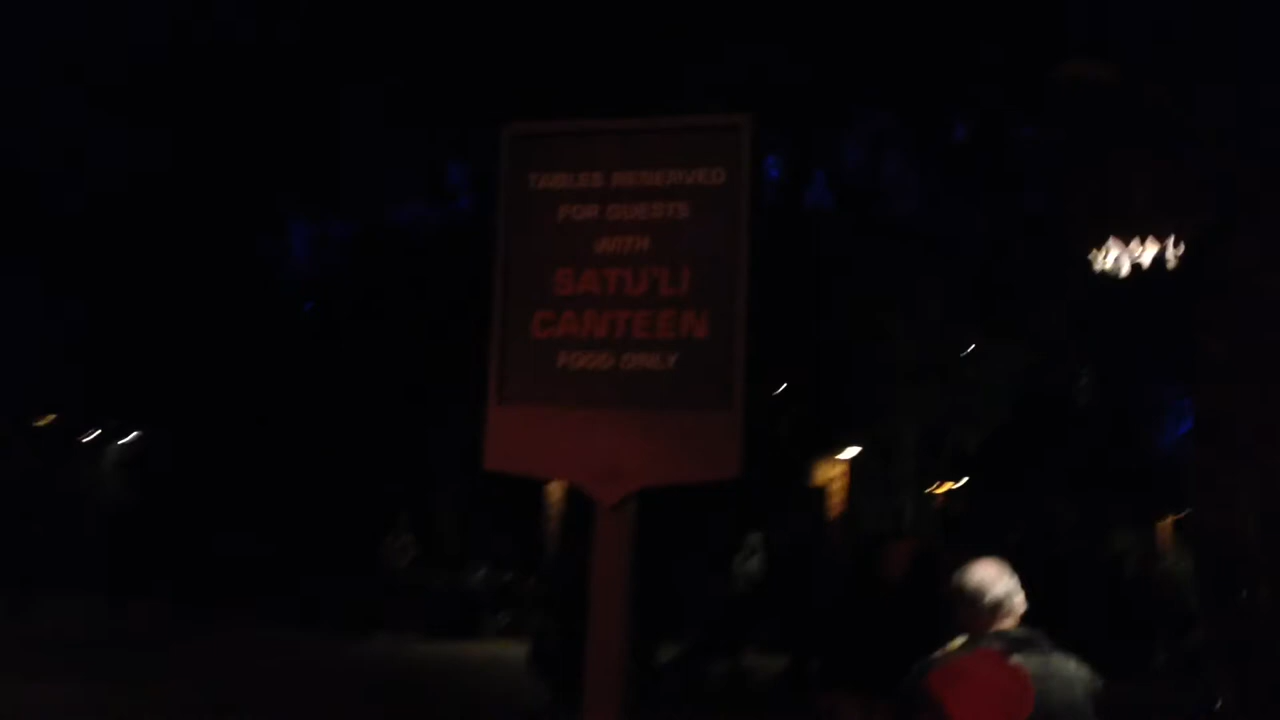 TABLES RESERVED
FOR GUESTS
WITH
SATU'LI
CANTEEN
FOOD ONLY